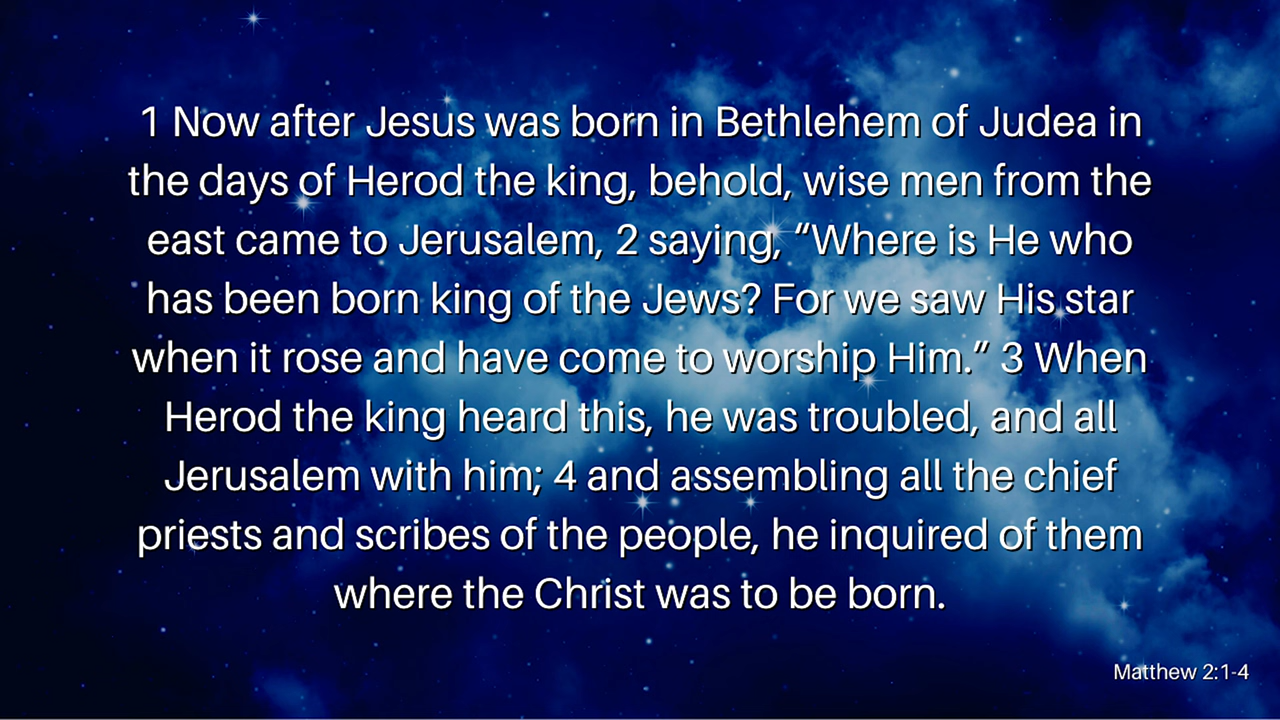 1 Now after Jesus was born in Bethlehem of Judea in
the days of Herod the king, behold, wise men from the
east came to Jerusalem, 2 saying, “Where is He who
has been born king of the Jews? For we saw His star
when it rose and have come to worship Him.” 3 When
Herod the king heard this, he was troubled, and all
Jerusalem with him; 4 and assembling all the chief
priests and scribes of the people, he inquired of them
where the Christ was to be born.
Matthew 2:1-4